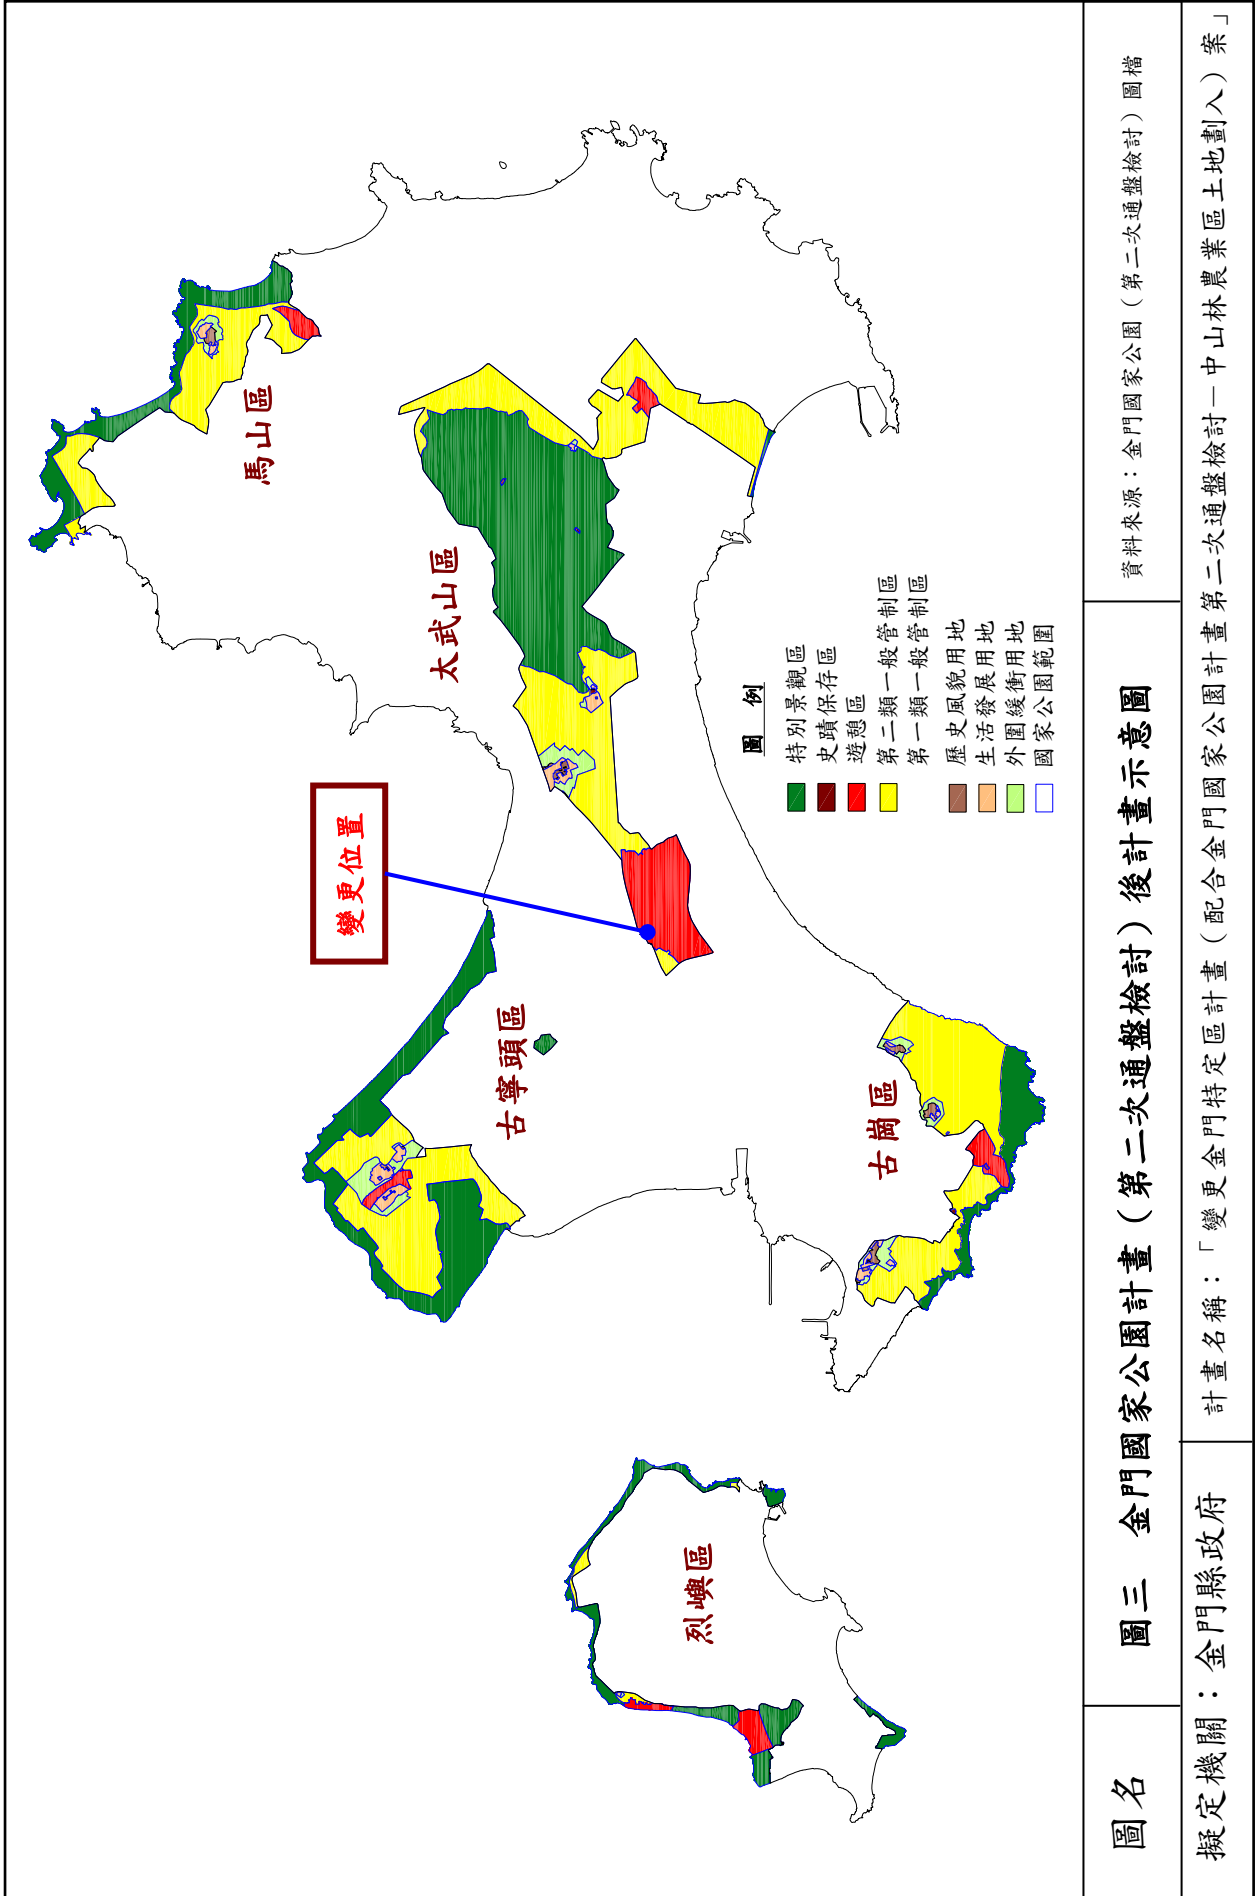 烈嶼區
古寧頭區
古崗區
太武山區
馬山區
變更位置
圖例
特別景觀區
史蹟保存區
遊憩區
第二類一般管制區
第一類一般管制區
歷史風貌用地
生活發展用地
外圍緩衝用地
國家公園範圍
圖名
圖三 金門國家公園計畫（第二次通盤檢討）後計畫示意圖
資料來源：金門國家公園（第二次通盤檢討）圖檔
擬定機關：金門縣政府
計畫名稱：「變更金門特定區計畫（配合金門國家公園計畫第二次通盤檢討－中山林農業區土地劃入）案」